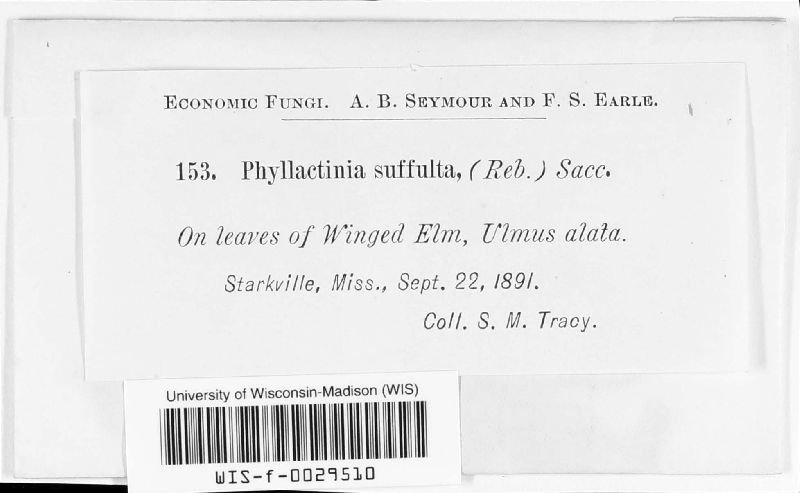 Economic Fungi. A. B. Seymour and F. S. Earle.
153. Phyllactinia suffulta, (Reb.) Sacc.
On leaves of Winged Elm, Ulmus alata.
Starkville, Miss., Sept. 22, 1891.
Coll. S. M. Tracy.
University of Wisconsin-Madison (WIS)
WIS-f-0029510